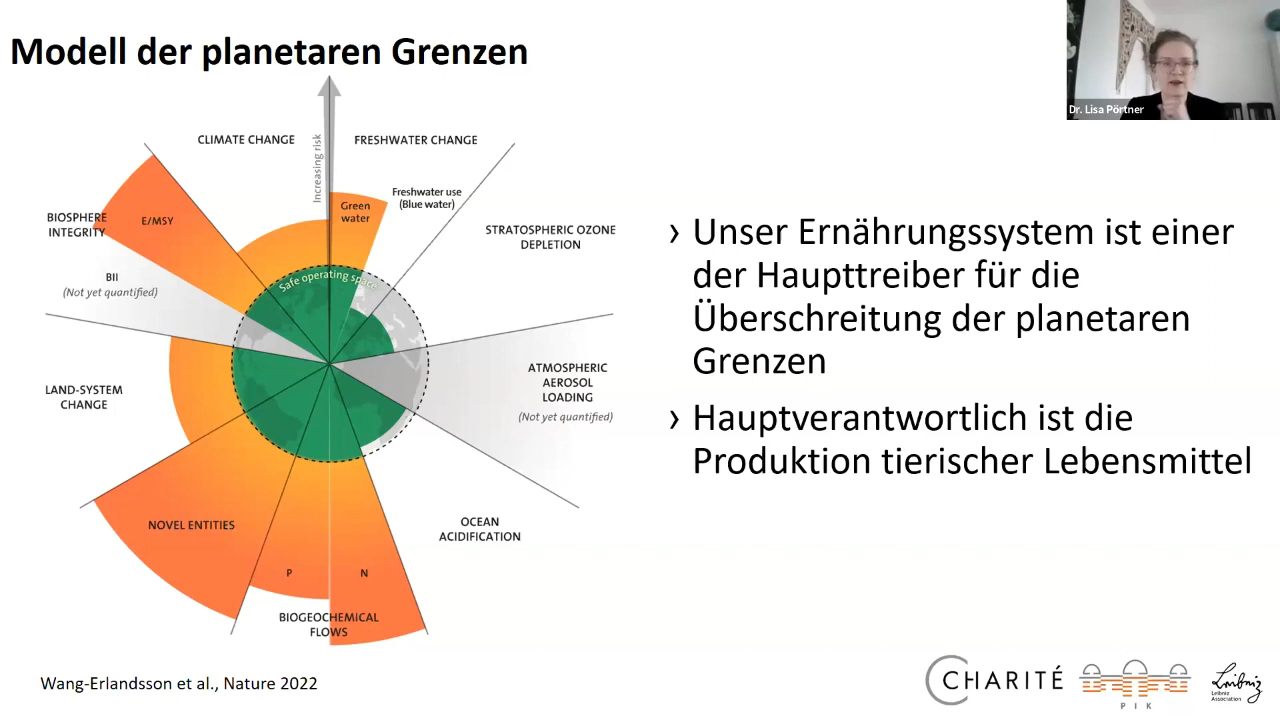 Modell der planetaren Grenzen
Dr. Lisa Pörtner
CLIMATE CHANGE
Increasing risk
FRESHWATER CHANGE
Green
water
Freshwater use
(Blue water)
STRATOSPHERIC OZONE
DEPLETION
BIOSPHERE
INTEGRITY
E/MSY
BII
(Not yet quantified)
Safe operating space
ATMOSPHERIC
AEROSOL
LOADING
(Not yet quantified)
LAND-SYSTEM
CHANGE
NOVEL ENTITIES
OCEAN
ACIDIFICATION
P
N
BIOGEOCHEMICAL
FLOWS
› Unser Ernährungssystem ist einer
der Haupttreiber für die
Überschreitung der planetaren
Grenzen
› Hauptverantwortlich ist die
Produktion tierischer Lebensmittel
Wang-Erlandsson et al., Nature 2022
CHARITÉ
PIK
Leibniz
Leibniz
Association